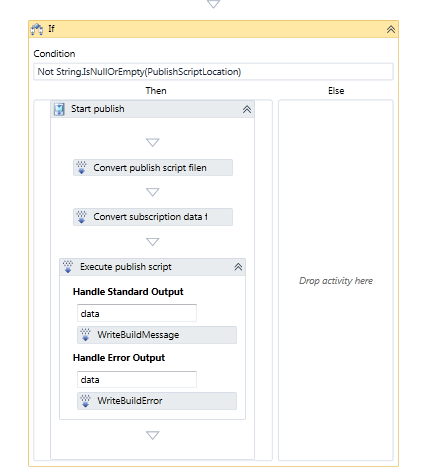 If
Condition
Not String.IsNullOrEmpty(PublishScriptLocation)
Then
Else
Start publish
Convert publish script filen
Convert subscription data f
Execute publish script
Handle Standard Output
data
WriteBuildMessage
Handle Error Output
data
WriteBuildError
Drop activity here